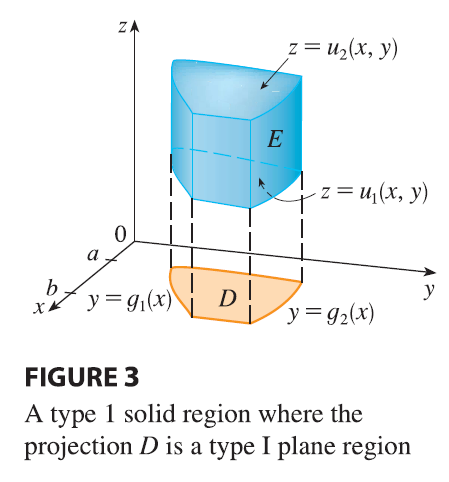 z
z = u₂(x, y)
E
z = u₁(x, y)
0
a
b
x
y = g₁(x)
D
y = g₂(x)
y
FIGURE 3
A type 1 solid region where the
projection D is a type I plane region